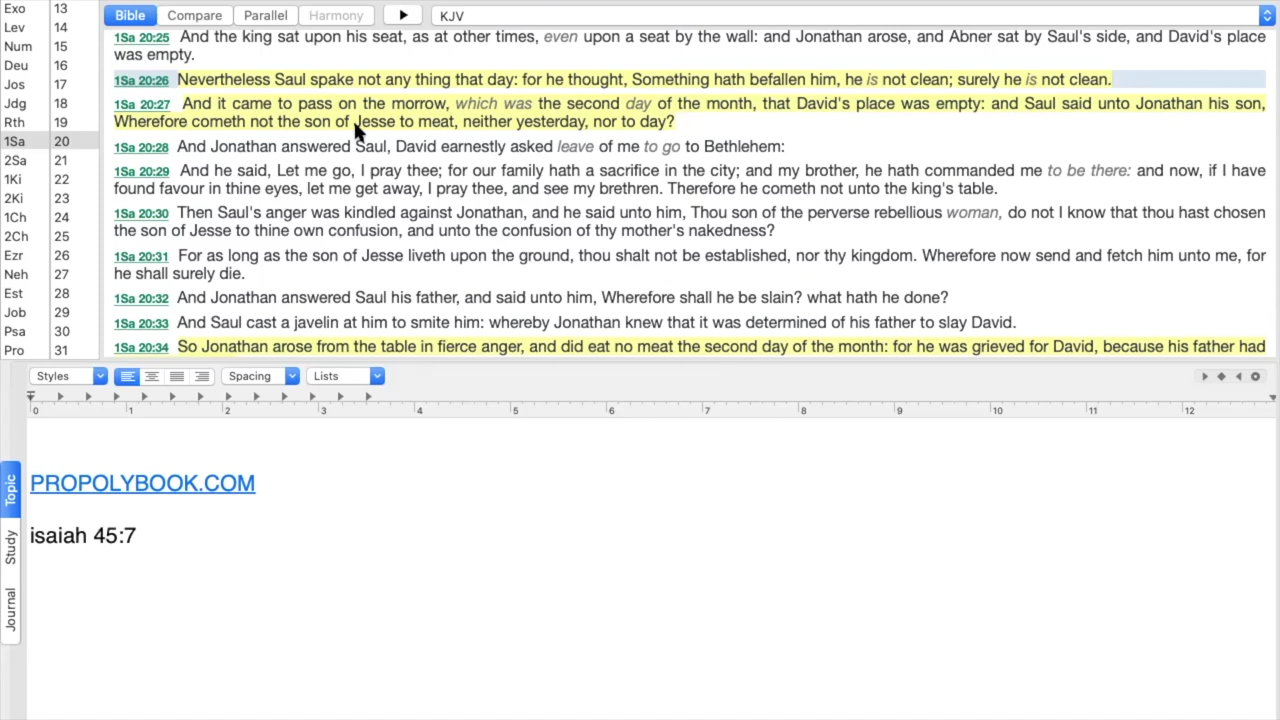 Exo 13
Lev 14
Num 15
Deu 16
Jos 17
Jdg 18
Rth 19
1Sa 20
2Sa 21
1Ki 22
2Ki 23
1Ch 24
2Ch 25
Ezr 26
Neh 27
Est 28
Job 29
Psa 30
Pro 31
Bible Compare Parallel Harmony KJV
1Sa 20:25 And the king sat upon his seat, as at other times, even upon a seat by the wall: and Jonathan arose, and Abner sat by Saul's side, and David's place
was empty.
1Sa 20:26 Nevertheless Saul spake not any thing that day: for he thought, Something hath befallen him, he is not clean; surely he is not clean.
1Sa 20:27 And it came to pass on the morrow, which was the second day of the month, that David's place was empty: and Saul said unto Jonathan his son,
Wherefore cometh not the son of Jesse to meat, neither yesterday, nor to day?
1Sa 20:28 And Jonathan answered Saul, David earnestly asked leave of me to go to Bethlehem:
1Sa 20:29 And he said, Let me go, I pray thee; for our family hath a sacrifice in the city; and my brother, he hath commanded me to be there: and now, if I have
found favour in thine eyes, let me get away, I pray thee, and see my brethren. Therefore he cometh not unto the king's table.
1Sa 20:30 Then Saul's anger was kindled against Jonathan, and he said unto him, Thou son of the perverse rebellious woman, do not I know that thou hast chosen
the son of Jesse to thine own confusion, and unto the confusion of thy mother's nakedness?
1Sa 20:31 For as long as the son of Jesse liveth upon the ground, thou shalt not be established, nor thy kingdom. Wherefore now send and fetch him unto me, for
he shall surely die.
1Sa 20:32 And Jonathan answered Saul his father, and said unto him, Wherefore shall he be slain? what hath he done?
1Sa 20:33 And Saul cast a javelin at him to smite him: whereby Jonathan knew that it was determined of his father to slay David.
1Sa 20:34 So Jonathan arose from the table in fierce anger, and did eat no meat the second day of the month: for he was grieved for David, because his father had
Styles Spacing Lists
0 1 2 3 4 5 6 7 8 9 10 11 12
Topic
Study
Journal
PROPOLYBOOK.COM
isaiah 45:7